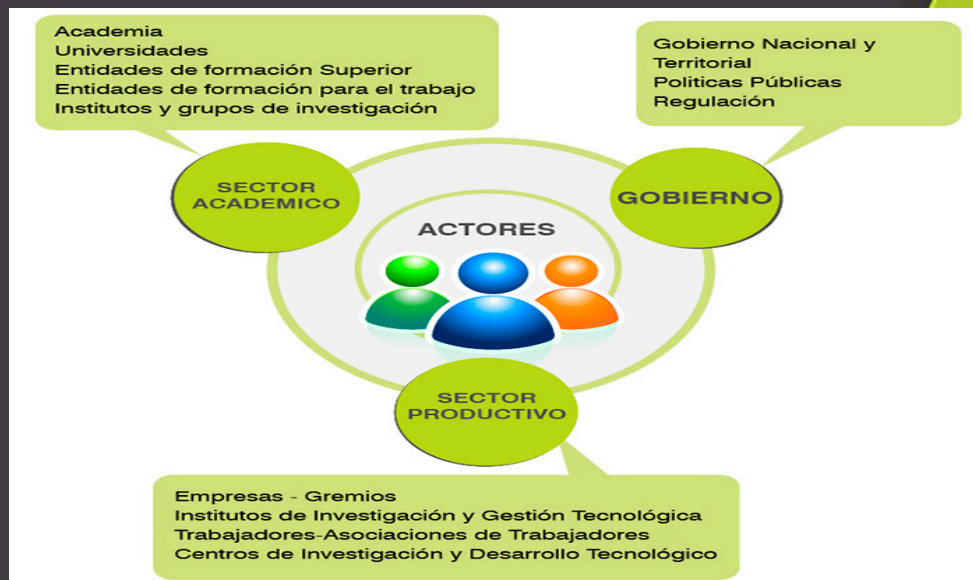 Academia
Universidades
Entidades de formación Superior
Entidades de formación para el trabajo
Institutos y grupos de investigación
Gobierno Nacional y
Territorial
Politicas Públicas
Regulación
SECTOR
ACADEMICO
GOBIERNO
ACTORES
SECTOR
PRODUCTIVO
Empresas - Gremios
Institutos de Investigación y Gestión Tecnológica
Trabajadores-Asociaciones de Trabajadores
Centros de Investigación y Desarrollo Tecnológico